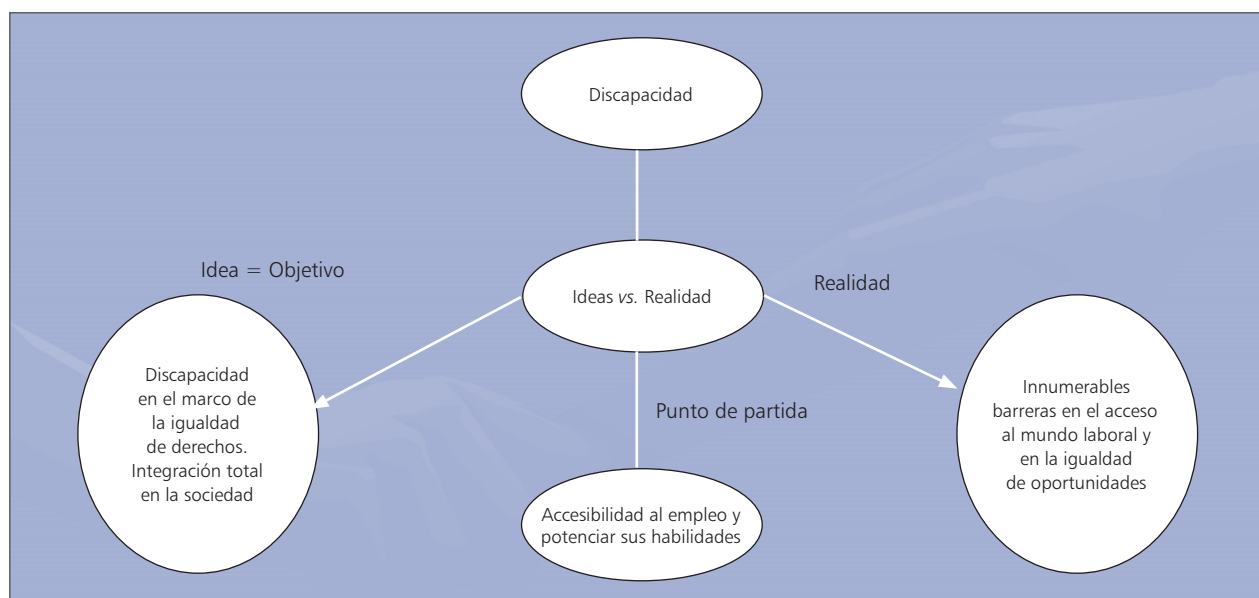 Discapacidad
Idea = Objetivo
Ideas vs. Realidad
Realidad
Discapacidad
en el marco de
la igualdad
de derechos.
Integración total
en la sociedad
Punto de partida
Innumerables
barreras en el acceso
al mundo laboral y
en la igualdad
de oportunidades
Accesibilidad al empleo y
potenciar sus habilidades